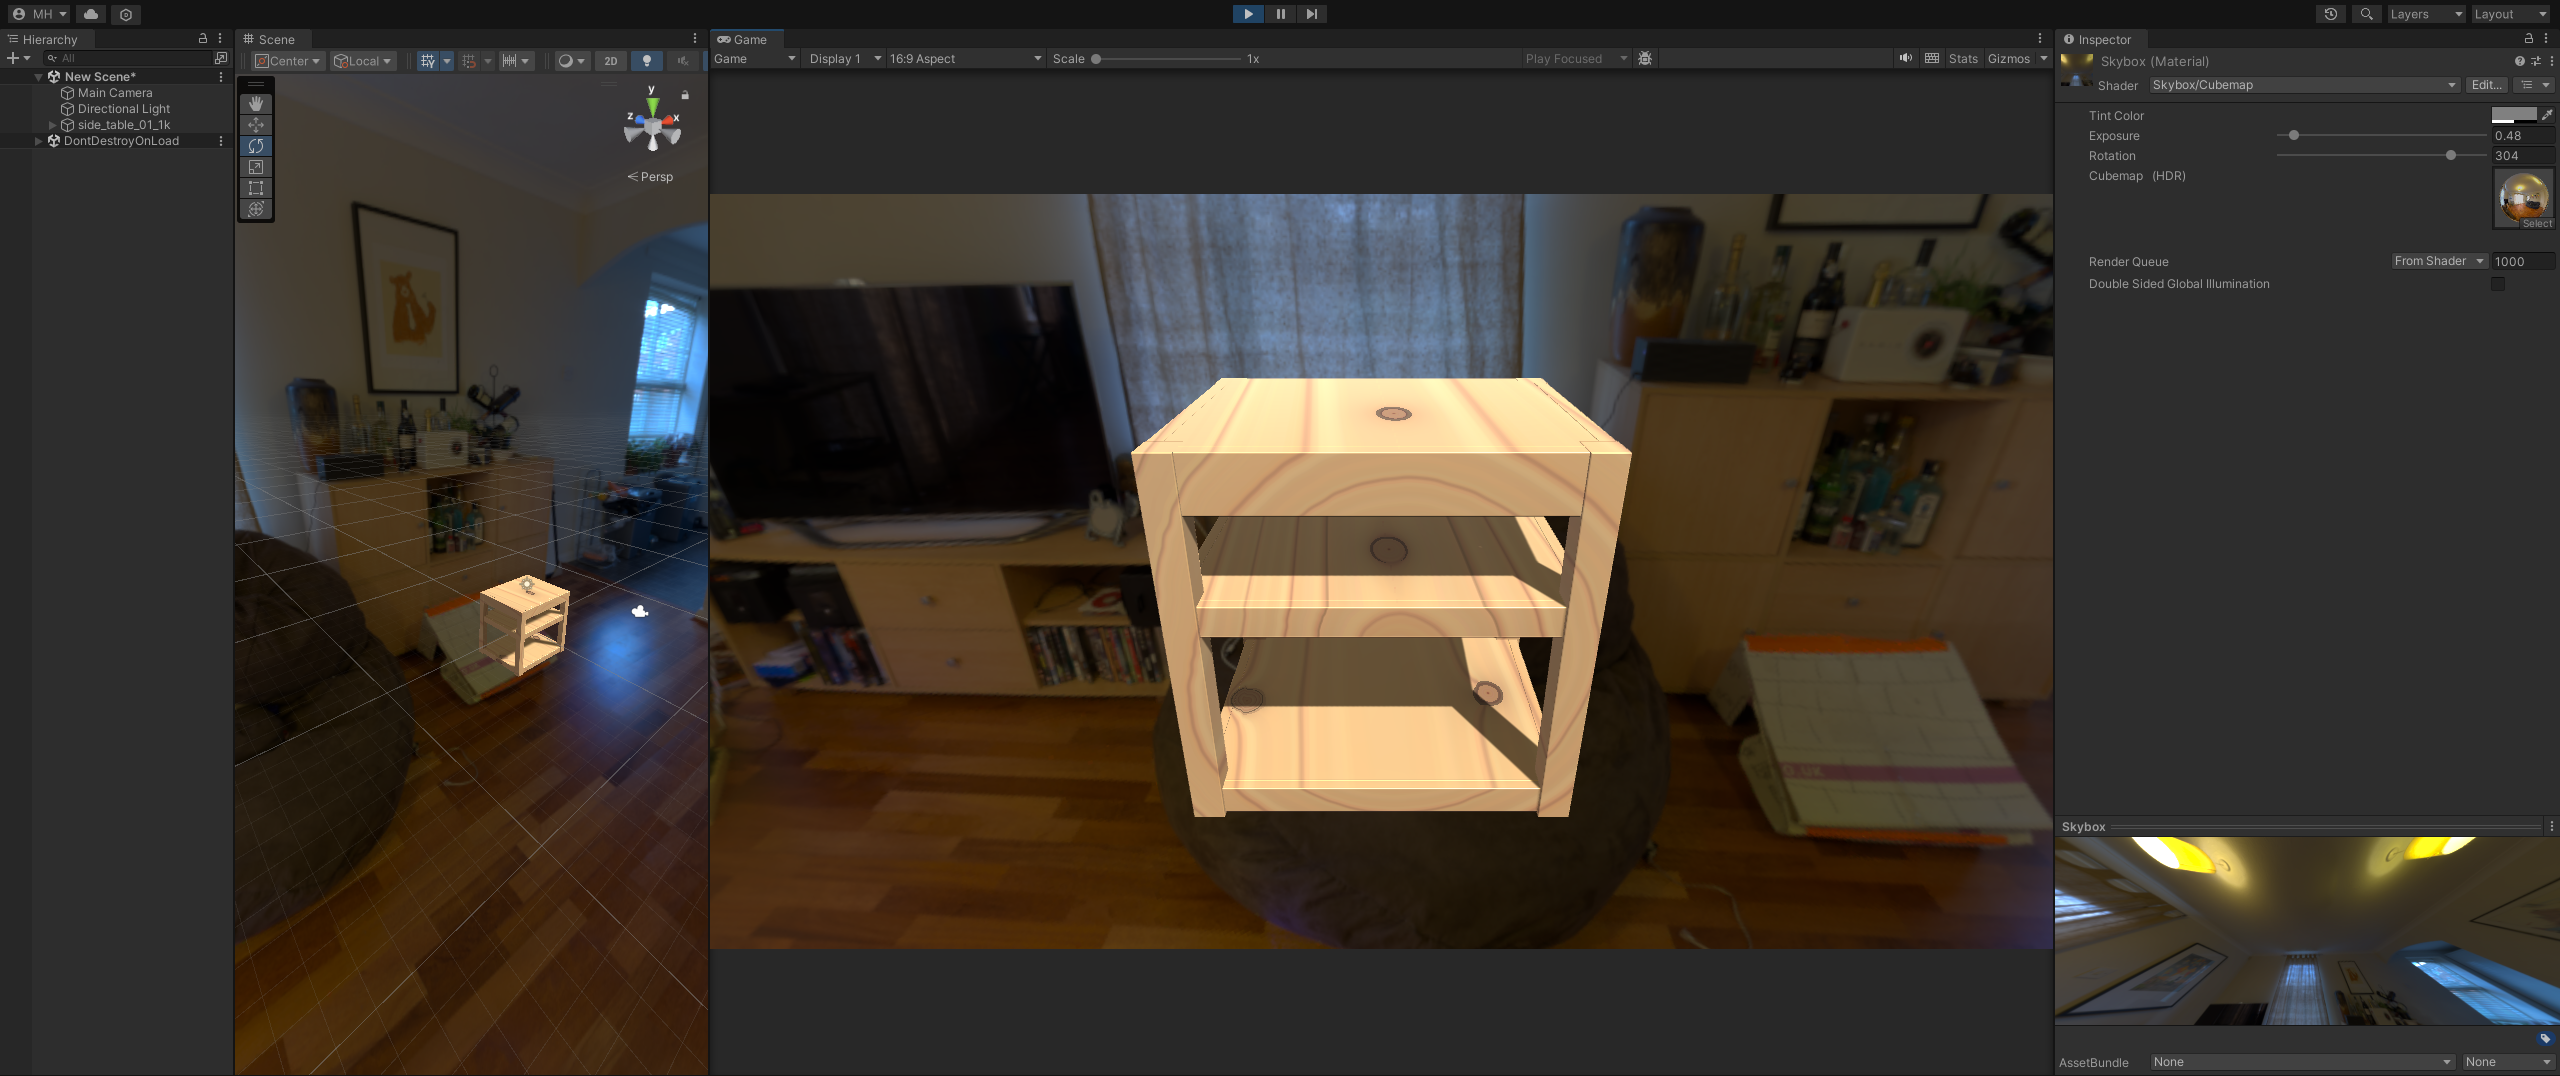 MH
Layers
Layout
Hierarchy
All
New Scene*
Main Camera
Directional Light
side_table_01_1k
DontDestroyOnLoad
Scene
Center
Local
2D
y
z
x
Persp
Game
Game
Display 1
16:9 Aspect
Scale
1x
Play Focused
Stats
Gizmos
O.UK
Inspector
Skybox (Material)
Shader
Skybox/Cubemap
Edit...
Tint Color
Exposure
0.48
Rotation
304
Cubemap (HDR)
Select
Render Queue
From Shader
1000
Double Sided Global Illumination
Skybox
AssetBundle
None
None